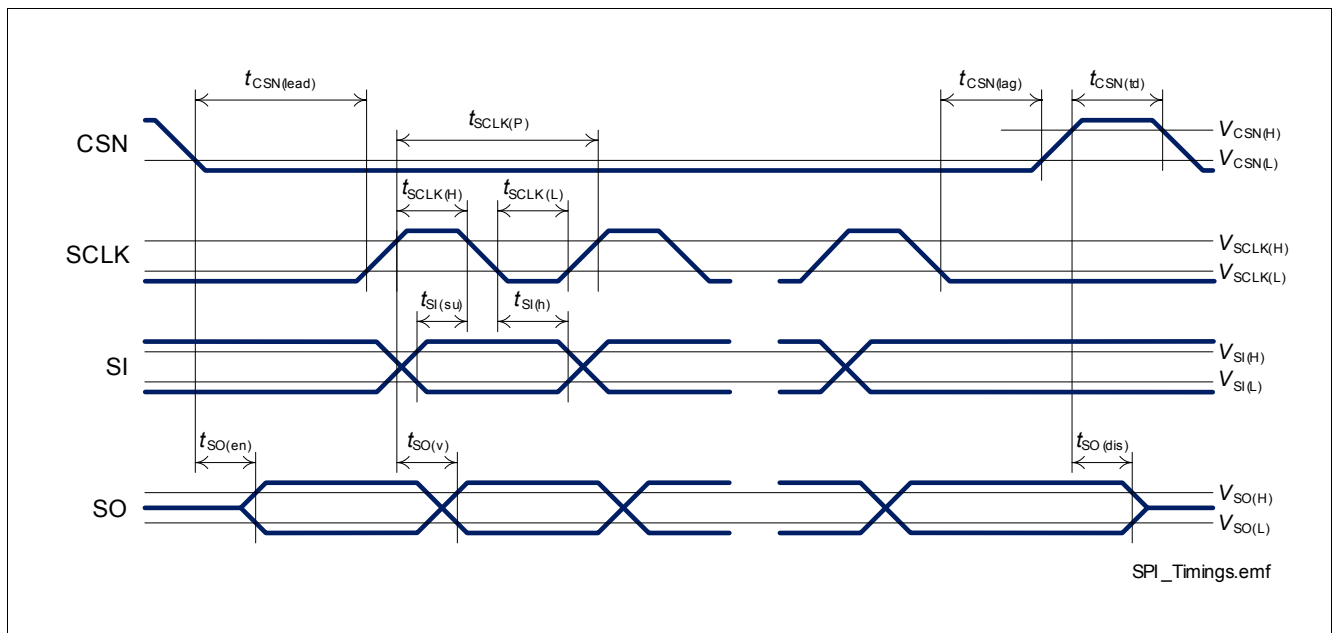 tCSN(lead)
tCSN(lag)
tCSN(td)
tSCLK(P)
CSN
VCSN(H)
VCSN(L)
tSCLK(H)
tSCLK(L)
SCLK
VSCLK(H)
VSCLK(L)
tSI(su)
tSI(h)
SI
VSI(H)
VSI(L)
tSO(en)
tSO(v)
tSO(dis)
SO
VSO(H)
VSO(L)
SPI_Timings.emf